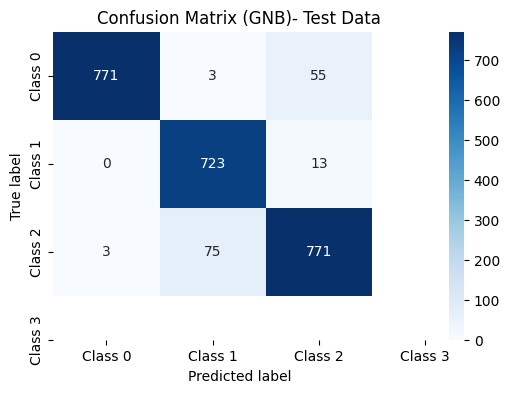 Confusion Matrix (GNB)- Test Data
Class 0
771
3
55
Class 1
0
723
13
Class 2
3
75
771
Class 3
True label
Class 0
Class 1
Class 2
Class 3
Predicted label
700
600
500
400
300
200
100
0